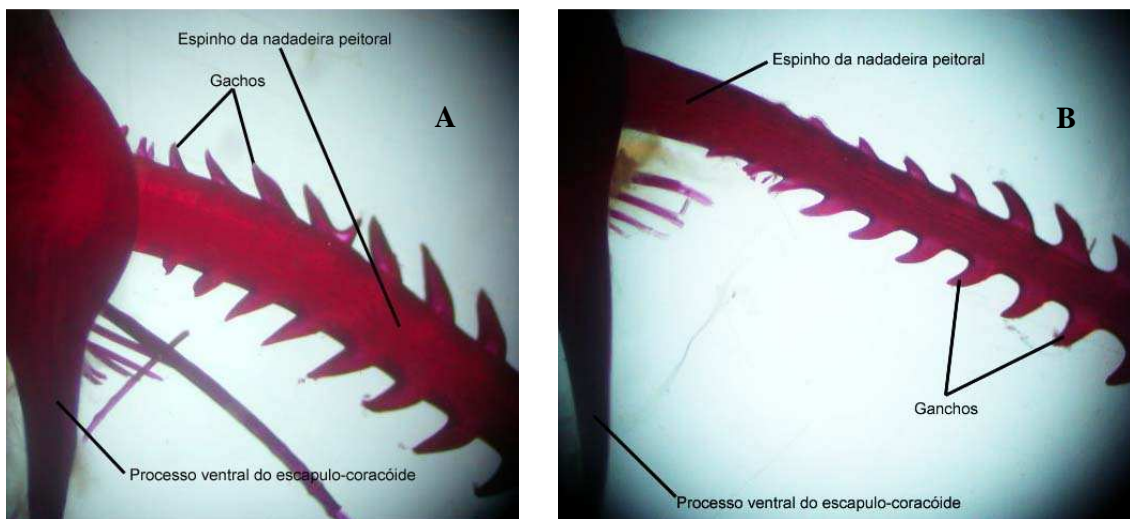 Espinho da nadadeira peitoral
Gachos
A
Processo ventral do escapulo-coracóide
Espinho da nadadeira peitoral
B
Ganchos
Processo ventral do escapulo-coracóide